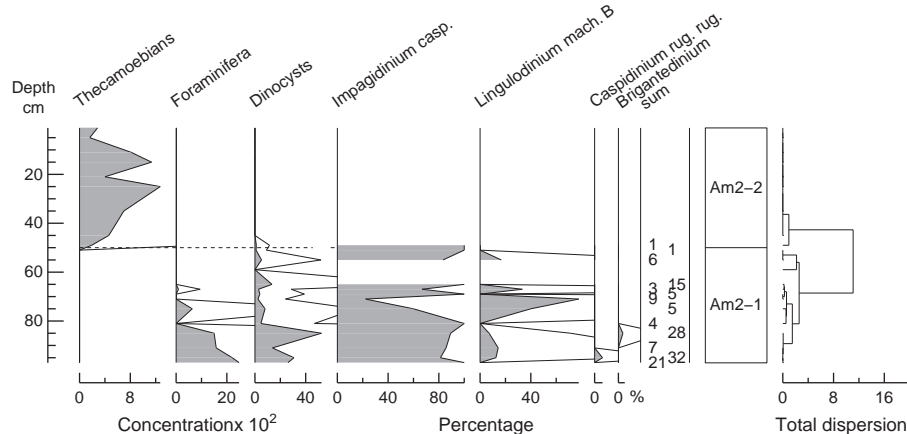 Thecamoebians
Foraminifera
Dinocysts
Impagidinium casp.
Lingulodinium mach. B
Caspidinium rug. rug.
Brigantedinium
sum
Depth
cm
20
40
60
80
1 1
6
3 15
9 5
5
4 28
7
21 32
Am2–2
Am2–1
0 8 0 20 0 40 0 80 0 40 0 0 % 0 8 16
Concentrationx 10²
Percentage
Total dispersion